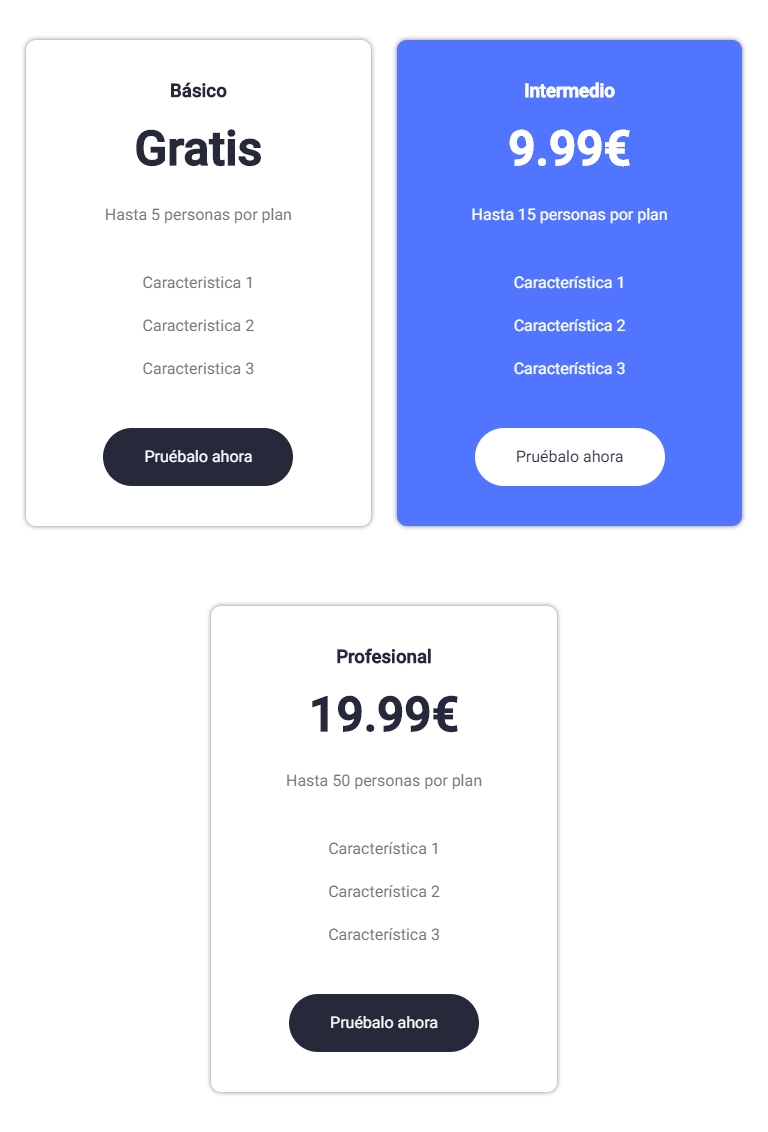 Básico
Gratis
Hasta 5 personas por plan
Caracteristica 1
Caracteristica 2
Caracteristica 3
Pruébalo ahora
Intermedio
9.99€
Hasta 15 personas por plan
Característica 1
Característica 2
Característica 3
Pruébalo ahora
Profesional
19.99€
Hasta 50 personas por plan
Característica 1
Característica 2
Característica 3
Pruébalo ahora